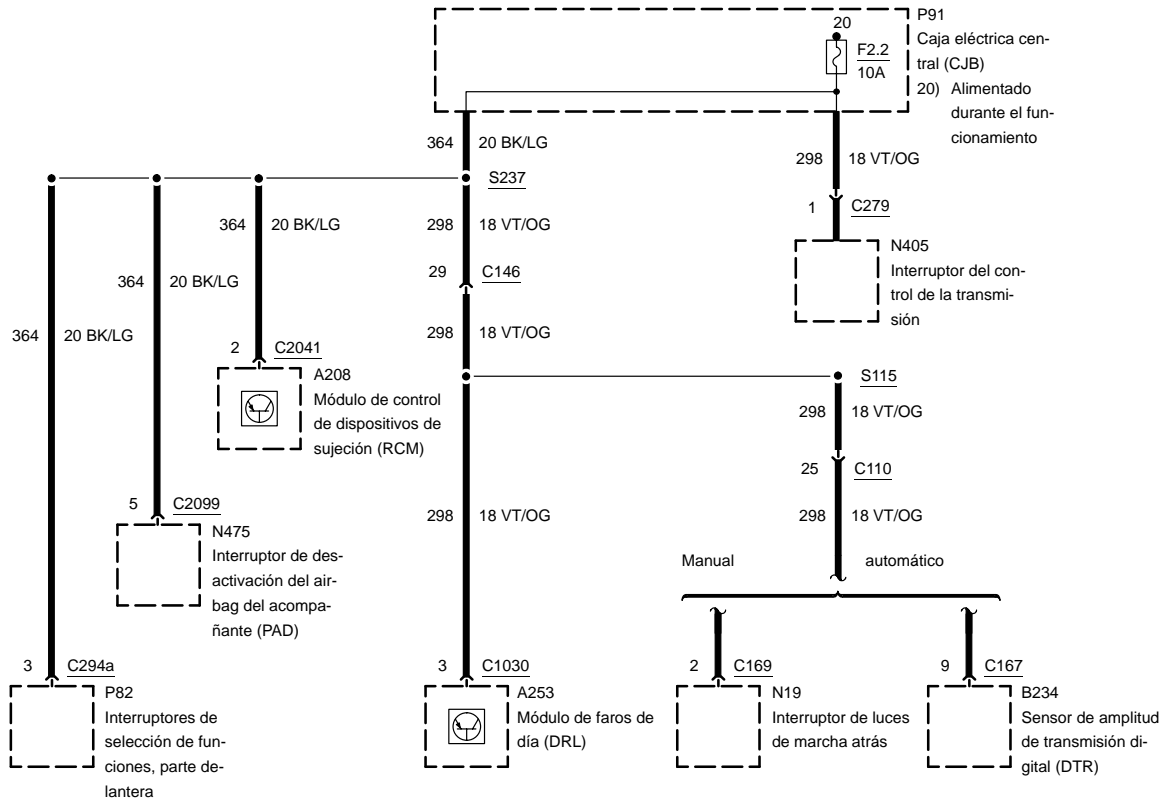 P91
20
Caja eléctrica cen-
tral (CJB)
F2.2
10A
20) Alimentado
durante el fun-
cionamiento
364 20 BK/LG
298 18 VT/OG
S237
1 C279
364 20 BK/LG
298 18 VT/OG
N405
Interruptor del con-
trol de la transmi-
sión
29 C146
364 20 BK/LG
364 20 BK/LG
298 18 VT/OG
2 C2041
A208
Módulo de control
de dispositivos de
sujeción (RCM)
S115
298 18 VT/OG
25 C110
5 C2099
298 18 VT/OG
298 18 VT/OG
N475
Interruptor de des-
activación del air-
bag del acompa-
ñante (PAD)
Manual automático
3 C294a
3 C1030
2 C169
9 C167
P82
Interruptores de
selección de fun-
ciones, parte de-
lantera
A253
Módulo de faros de
día (DRL)
N19
Interruptor de luces
de marcha atrás
B234
Sensor de amplitud
de transmisión di-
gital (DTR)